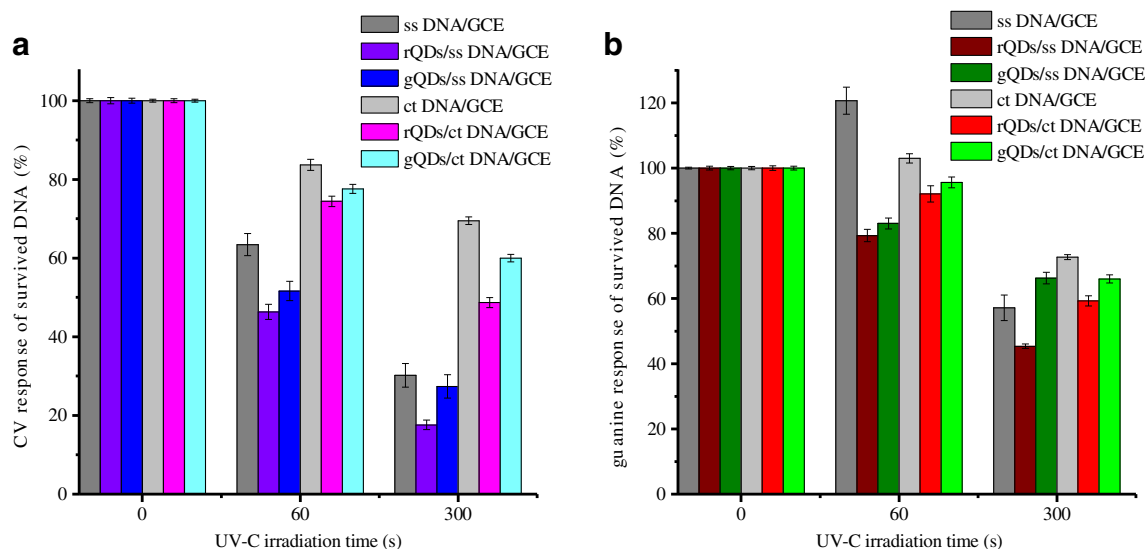 a
ss DNA/GCE
rQDs/ss DNA/GCE
gQDs/ss DNA/GCE
ct DNA/GCE
rQDs/ct DNA/GCE
gQDs/ct DNA/GCE
CV response of survived DNA (%)
100
80
60
40
20
0
0 60 300
UV-C irradiation time (s)
b
ss DNA/GCE
rQDs/ss DNA/GCE
gQDs/ss DNA/GCE
ct DNA/GCE
rQDs/ct DNA/GCE
gQDs/ct DNA/GCE
guanine response of survived DNA (%)
120
100
80
60
40
20
0
0 60 300
UV-C irradiation time (s)